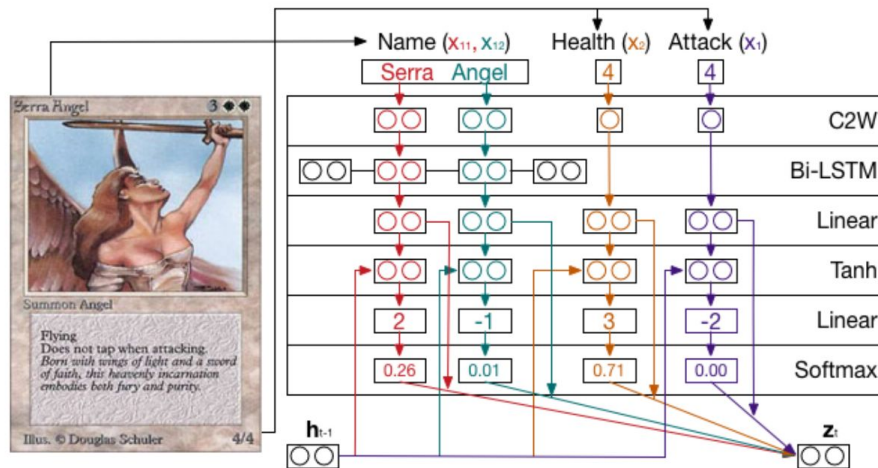 Name (x11, x12) Health (x2) Attack (x1)
Serra Angel 4 4
Serra Angel 3
C2W
Bi-LSTM
Linear
Tanh
Summon Angel
Flying
Does not tap when attacking.
Born with wings of light and a sword
of faith, this heavenly incarnation
embodies both fury and purity.
Illus. © Douglas Schuler 4/4
2 -1 3 -2 Linear
0.26 0.01 0.71 0.00 Softmax
ht-1 zt